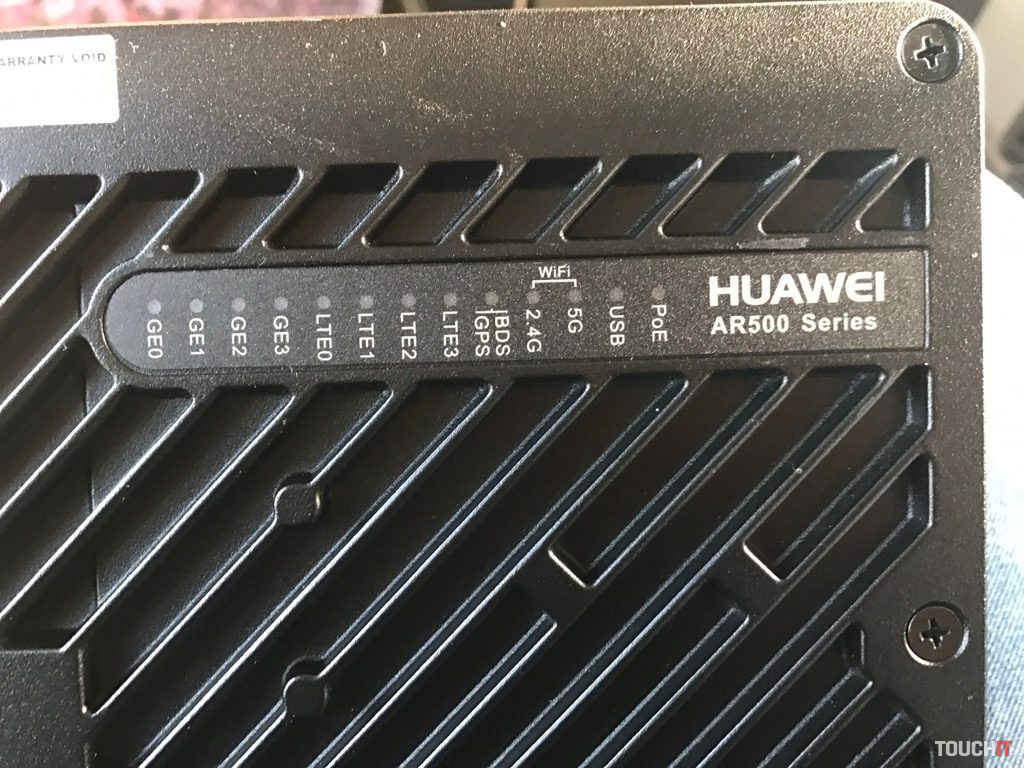 ARRANTY VOID
WiFi
GE0
GE1
GE2
GE3
LTE0
LTE1
LTE2
LTE3
BDS
GPS
2.4G
5G
USB
PoE
HUAWEI
AR500 Series
TOUCHIT